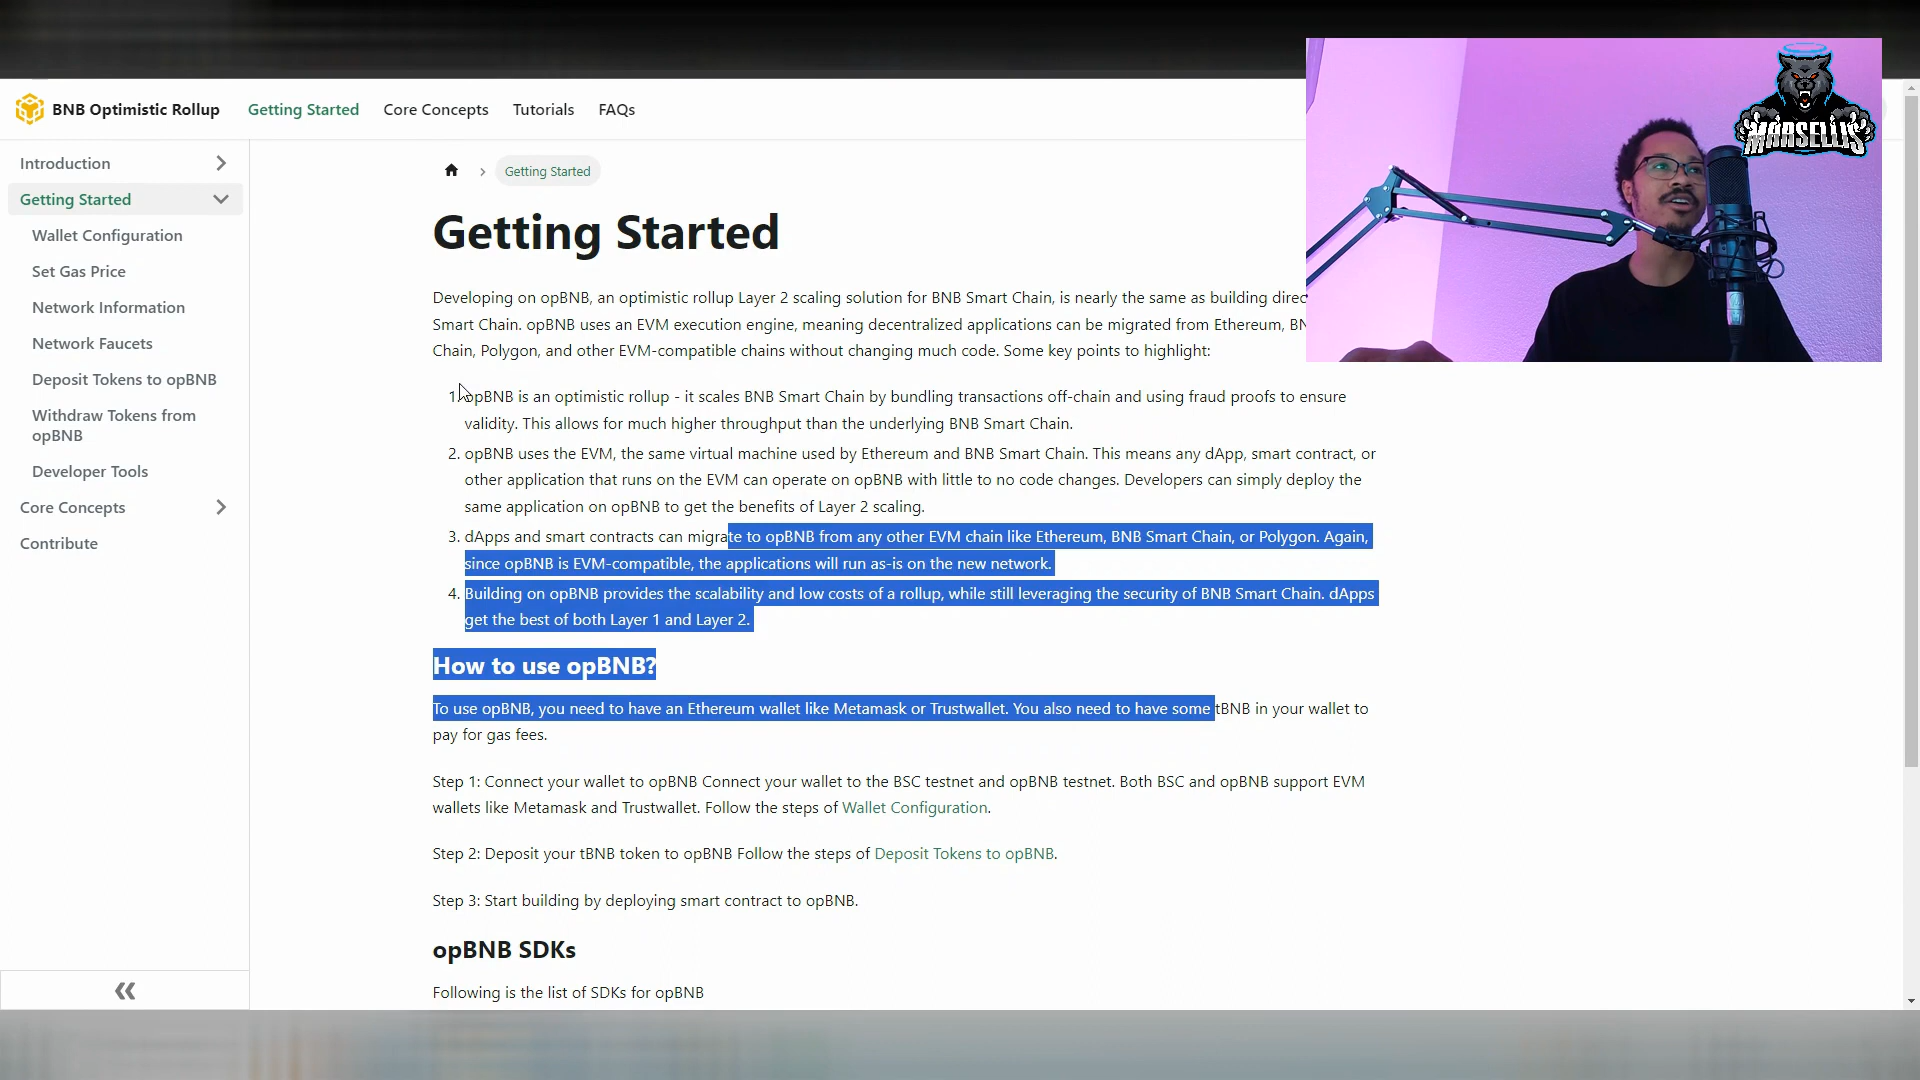 BNB Optimistic Rollup
Getting Started
Core Concepts
Tutorials
FAQs
MARSELLIS
Introduction
Getting Started
Wallet Configuration
Set Gas Price
Network Information
Network Faucets
Deposit Tokens to opBNB
Withdraw Tokens from
opBNB
Developer Tools
Core Concepts
Contribute
Getting Started
Getting Started
Developing on opBNB, an optimistic rollup Layer 2 scaling solution for BNB Smart Chain, is nearly the same as building
Smart Chain. opBNB uses an EVM execution engine, meaning decentralized applications can be migrated from Ethereum,
Chain, Polygon, and other EVM-compatible chains without changing much code. Some key points to highlight:
1. opBNB is an optimistic rollup - it scales BNB Smart Chain by bundling transactions off-chain and using fraud proofs to ensure
validity. This allows for much higher throughput than the underlying BNB Smart Chain.
2. opBNB uses the EVM, the same virtual machine used by Ethereum and BNB Smart Chain. This means any dApp, smart contract, or
other application that runs on the EVM can operate on opBNB with little to no code changes. Developers can simply deploy the
same application on opBNB to get the benefits of Layer 2 scaling.
3. dApps and smart contracts can migrate to opBNB from any other EVM chain like Ethereum, BNB Smart Chain, or Polygon. Again,
since opBNB is EVM-compatible, the applications will run as-is on the new network.
4. Building on opBNB provides the scalability and low costs of a rollup, while still leveraging the security of BNB Smart Chain. dApps
get the best of both Layer 1 and Layer 2.
How to use opBNB?
To use opBNB, you need to have an Ethereum wallet like Metamask or Trustwallet. You also need to have some tBNB in your wallet to
pay for gas fees.
Step 1: Connect your wallet to opBNB Connect your wallet to the BSC testnet and opBNB testnet. Both BSC and opBNB support EVM
wallets like Metamask and Trustwallet. Follow the steps of Wallet Configuration.
Step 2: Deposit your tBNB token to opBNB Follow the steps of Deposit Tokens to opBNB.
Step 3: Start building by deploying smart contract to opBNB.
opBNB SDKs
Following is the list of SDKs for opBNB